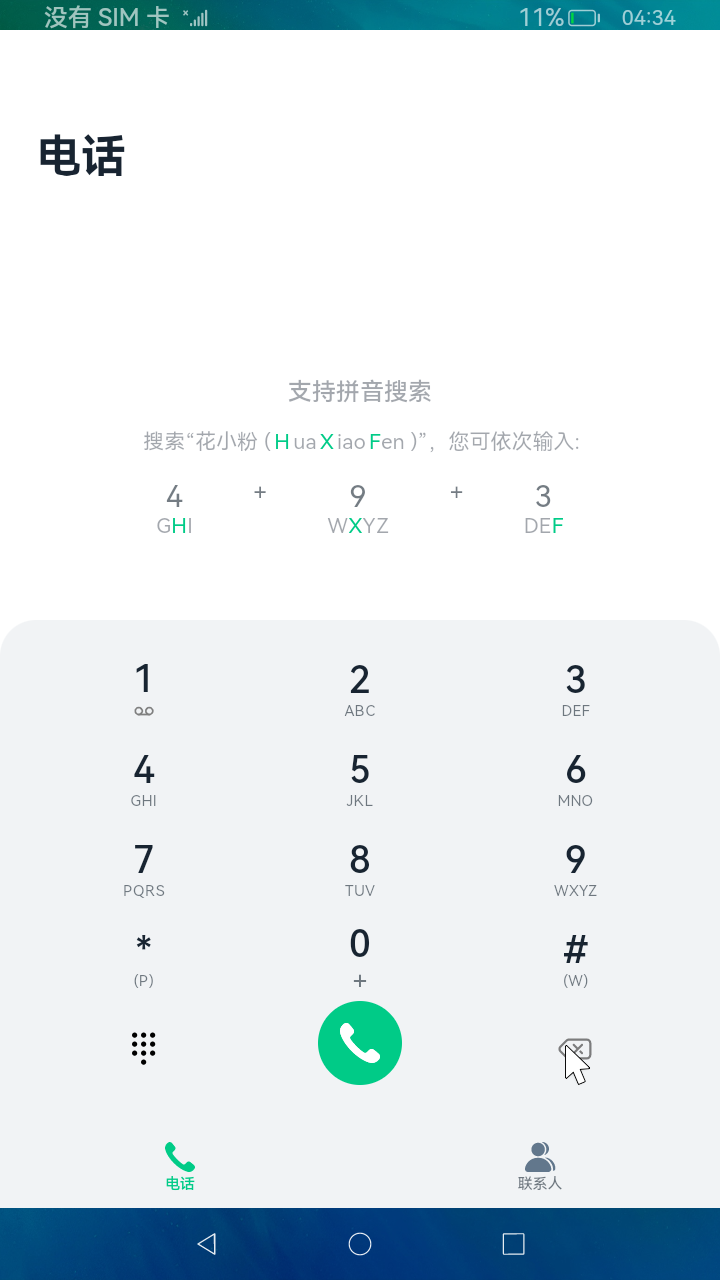 没有 SIM 卡 11% 04:34
电话
支持拼音搜索
搜索“花小粉 (HuaXiaoFen )”，您可依次输入:
4 + 9 + 3
GHI WXYZ DEF
1 2 3
ABC DEF
4 5 6
GHI JKL MNO
7 8 9
PQRS TUV WXYZ
* 0 #
(P) + (W)
电话 联系人